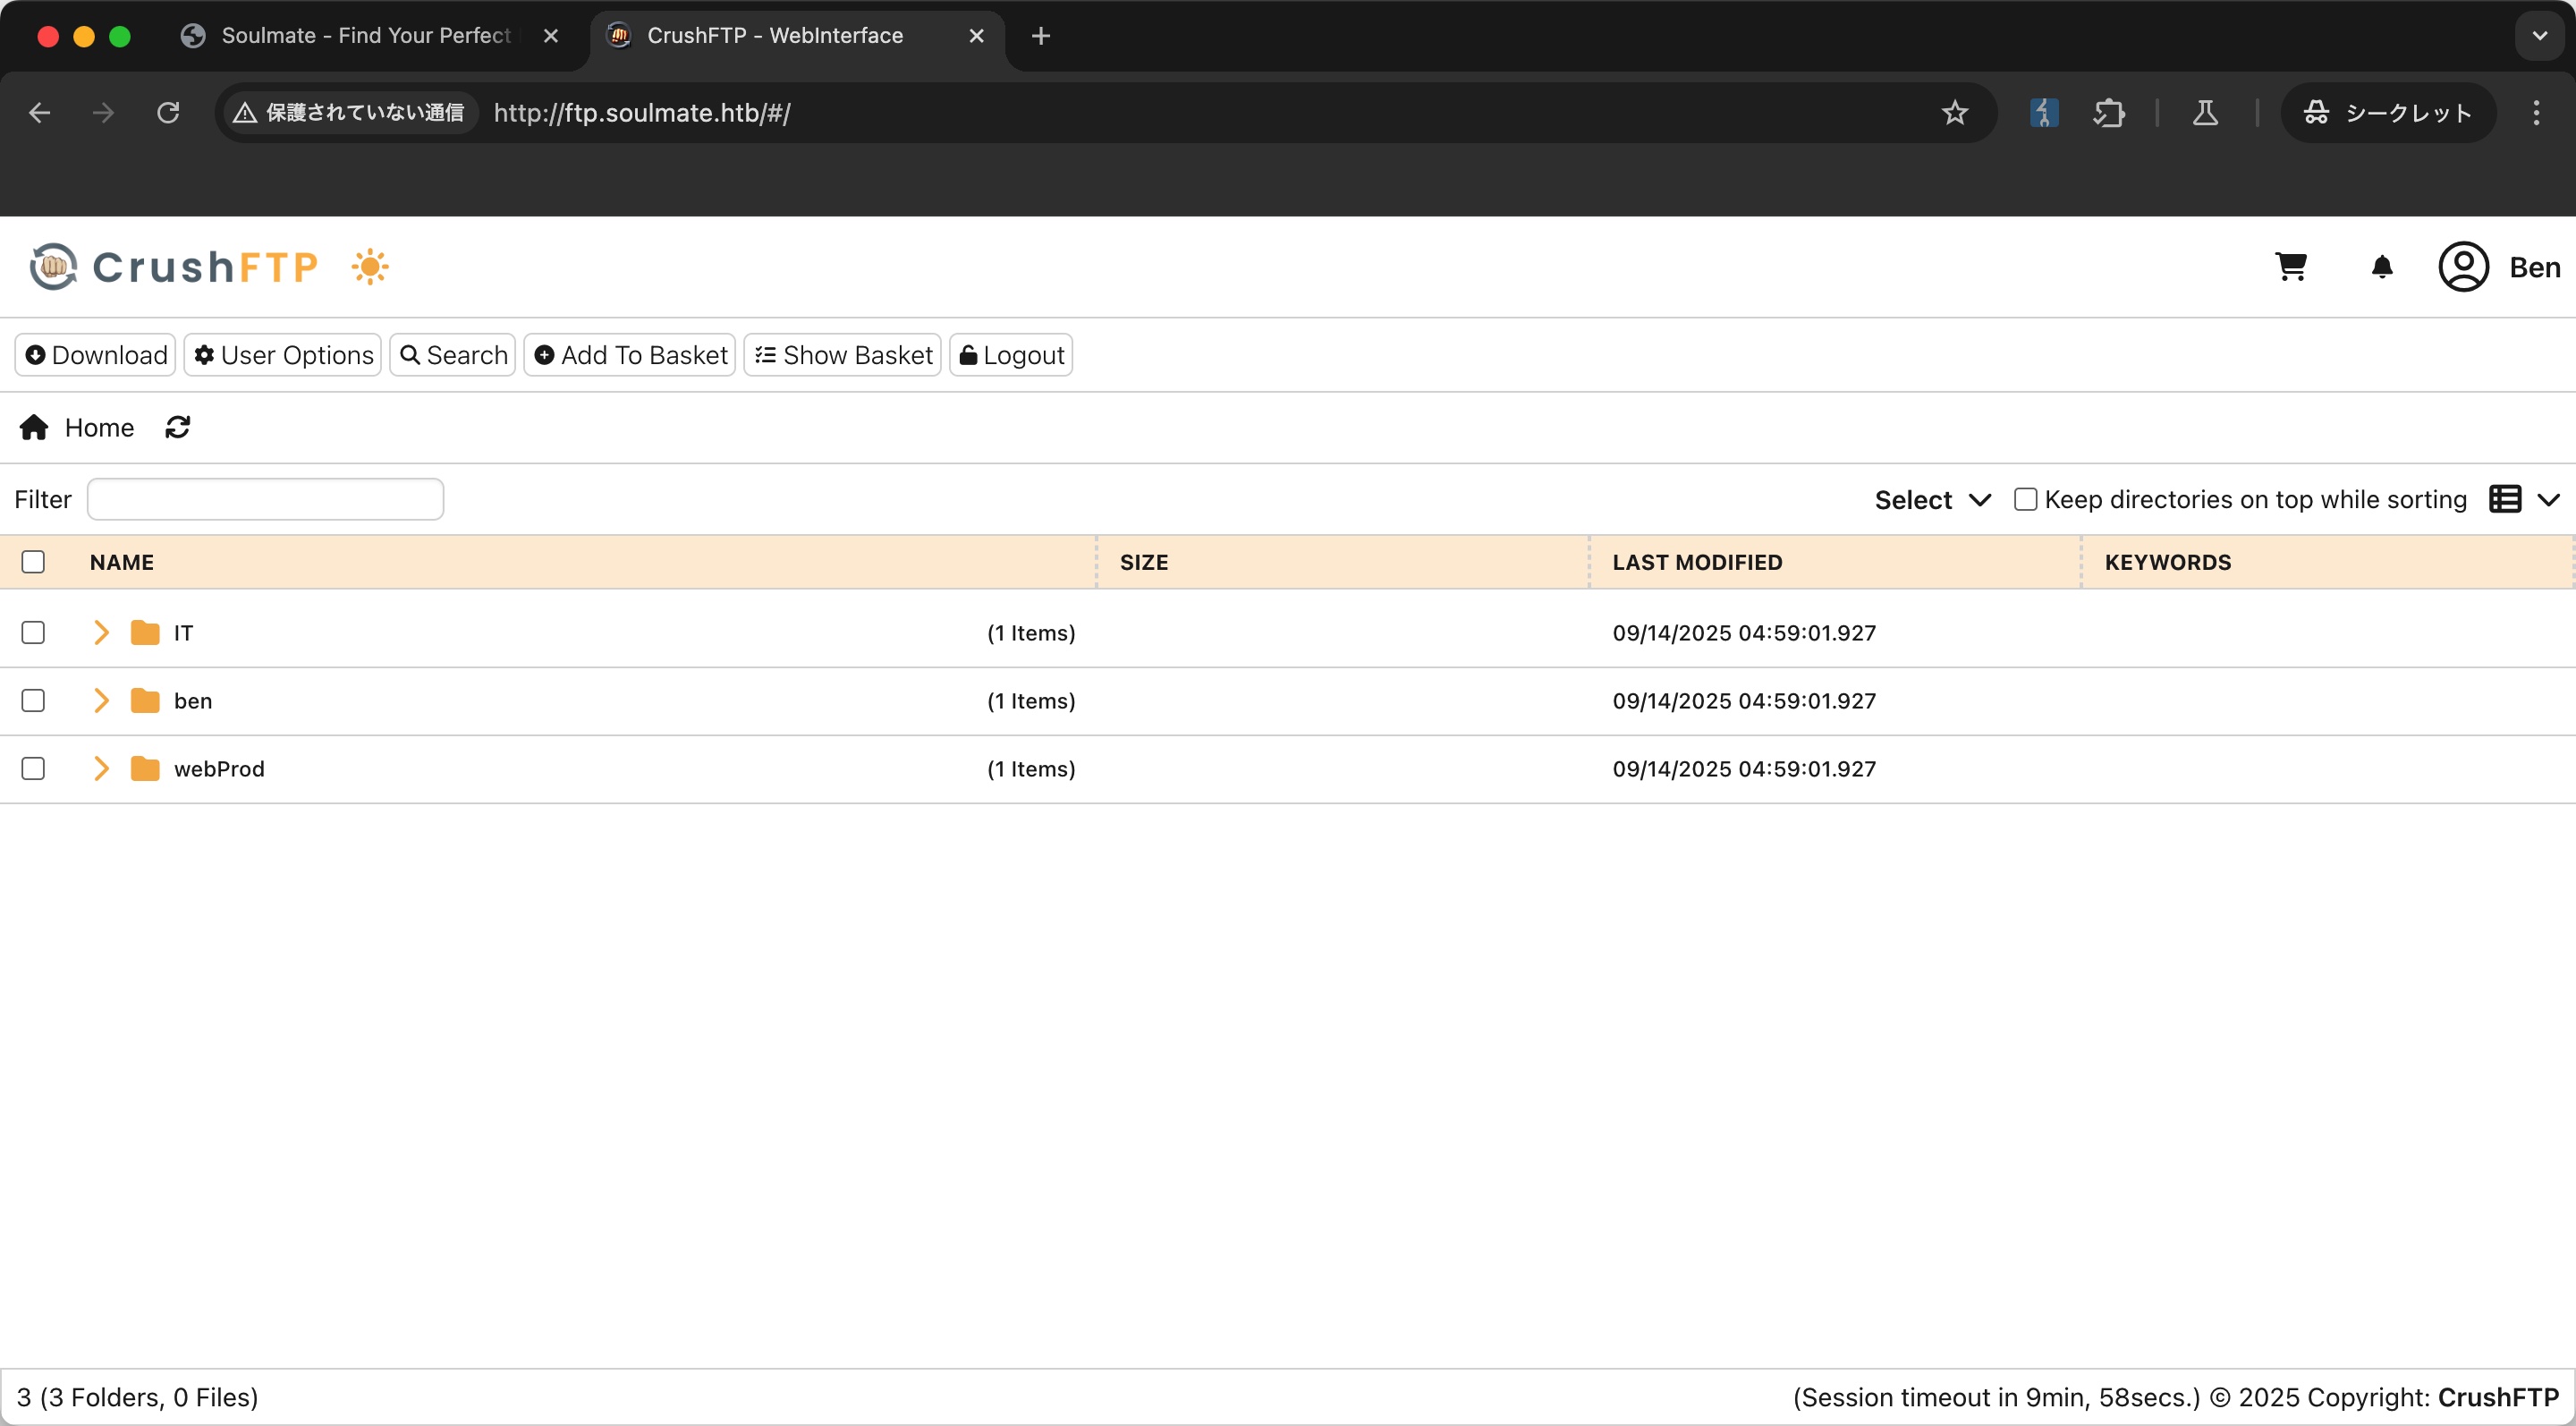 Soulmate - Find Your Perfect
CrushFTP - WebInterface
保護されていない通信 http://ftp.soulmate.htb/#/ シークレット
CrushFTP Ben
Download User Options Search Add To Basket Show Basket Logout
Home
Filter Select Keep directories on top while sorting
NAME SIZE LAST MODIFIED KEYWORDS
IT (1 Items) 09/14/2025 04:59:01.927
ben (1 Items) 09/14/2025 04:59:01.927
webProd (1 Items) 09/14/2025 04:59:01.927
3 (3 Folders, 0 Files) (Session timeout in 9min, 58secs.) © 2025 Copyright: CrushFTP